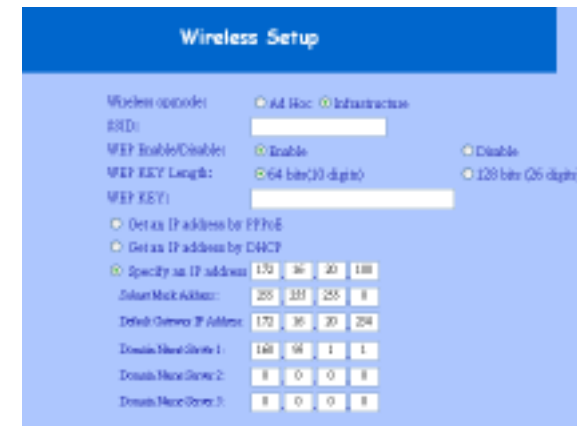 Wireless Setup
Wireless opmode: Ad Hoc Infrastructure
SSID:
WEP Enable/Disable: Enable Disable
WEP KEY Length: 64 bits(10 digits) 128 bits (26 digits
WEP KEY:
Get an IP address by PPPoE
Get an IP address by DHCP
Specify an IP address 172 . 16 . 20 . 100
Subnet Mask Address: 255 . 255 . 255 . 0
Default Gateway IP Address: 172 . 16 . 20 . 254
Domain Name Server 1: 168 . 95 . 1 . 1
Domain Name Server 2: 0 . 0 . 0 . 0
Domain Name Server 3: 0 . 0 . 0 . 0